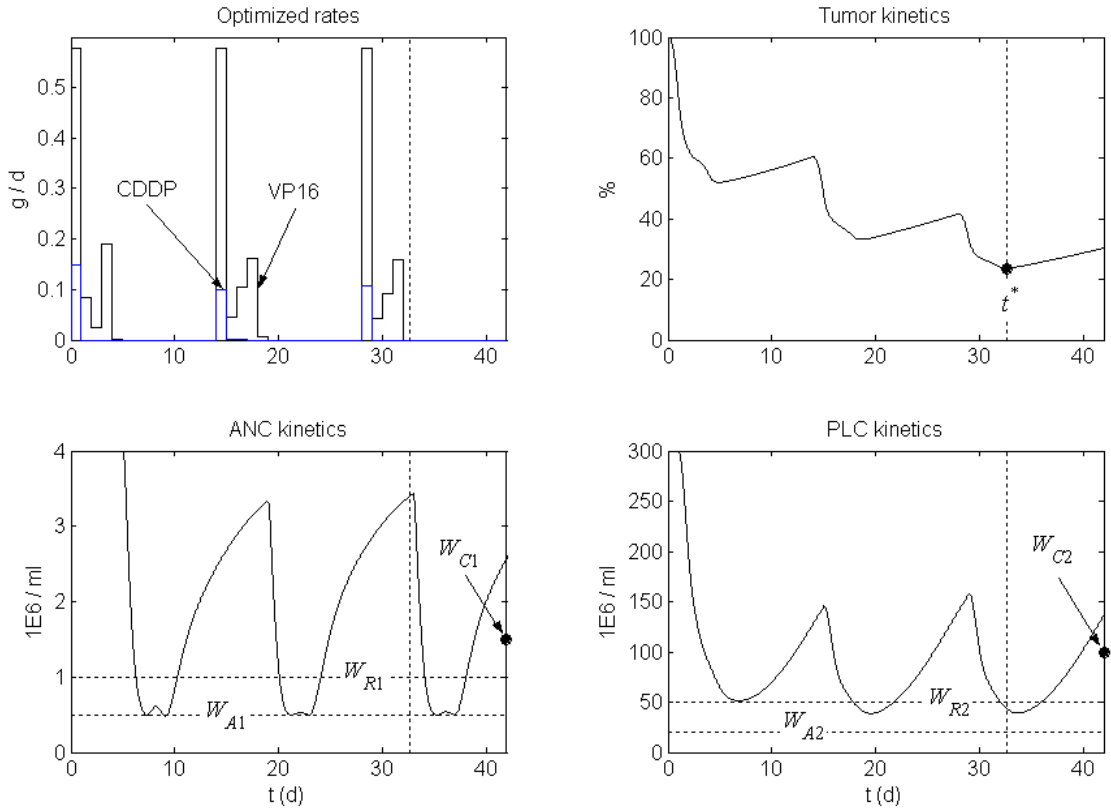 Optimized rates
g / d
0.5
0.4
0.3
0.2
0.1
0
CDDP
VP16
0 10 20 30 40
Tumor kinetics
%
100
80
60
40
20
0
t*
0 10 20 30 40
ANC kinetics
1E6 / ml
4
3
2
1
0
W_C1
W_R1
W_A1
0 10 20 30 40
t (d)
PLC kinetics
1E6 / ml
300
250
200
150
100
50
0
W_C2
W_R2
W_A2
0 10 20 30 40
t (d)